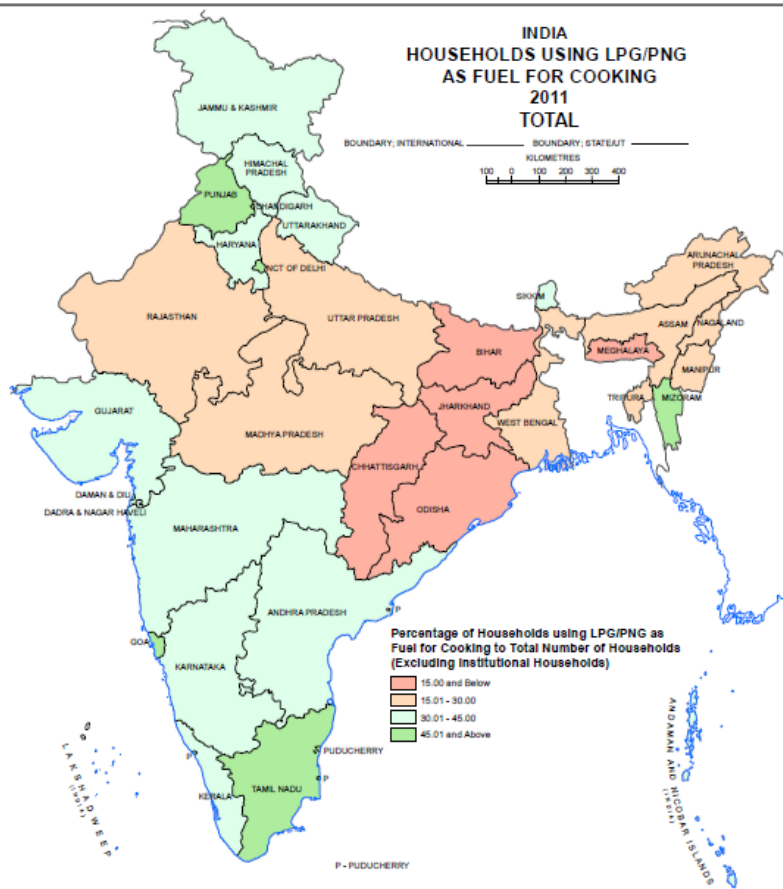 INDIA
HOUSEHOLDS USING LPG/PNG
AS FUEL FOR COOKING
2011
TOTAL
BOUNDARY; INTERNATIONAL
BOUNDARY; STATE/UT
KILOMETRES
100 0 100 200 300 400
JAMMU & KASHMIR
HIMACHAL
PRADESH
PUNJAB
CHANDIGARH
UTTARAKHAND
HARYANA
NCT OF DELHI
ARUNACHAL
PRADESH
SIKKIM
RAJASTHAN
UTTAR PRADESH
ASSAM
NAGALAND
BIHAR
MEGHALAYA
MANIPUR
TRIPURA
MIZORAM
GUJARAT
JHARKHAND
WEST BENGAL
MADHYA PRADESH
CHHATTISGARH
ODISHA
DAMAN & DIU
DADRA & NAGAR HAVELI
MAHARASHTRA
ANDHRA PRADESH
P
GOA
KARNATAKA
Percentage of Households using LPG/PNG as
Fuel for Cooking to Total Number of Households
(Excluding Institutional Households)
15.00 and Below
15.01 - 30.00
30.01 - 45.00
45.01 and Above
PUDUCHERRY
P
P
KERALA
TAMIL NADU
LAKSHADWEEP
(INDIA)
ANDAMAN AND NICOBAR ISLANDS
(INDIA)
P - PUDUCHERRY